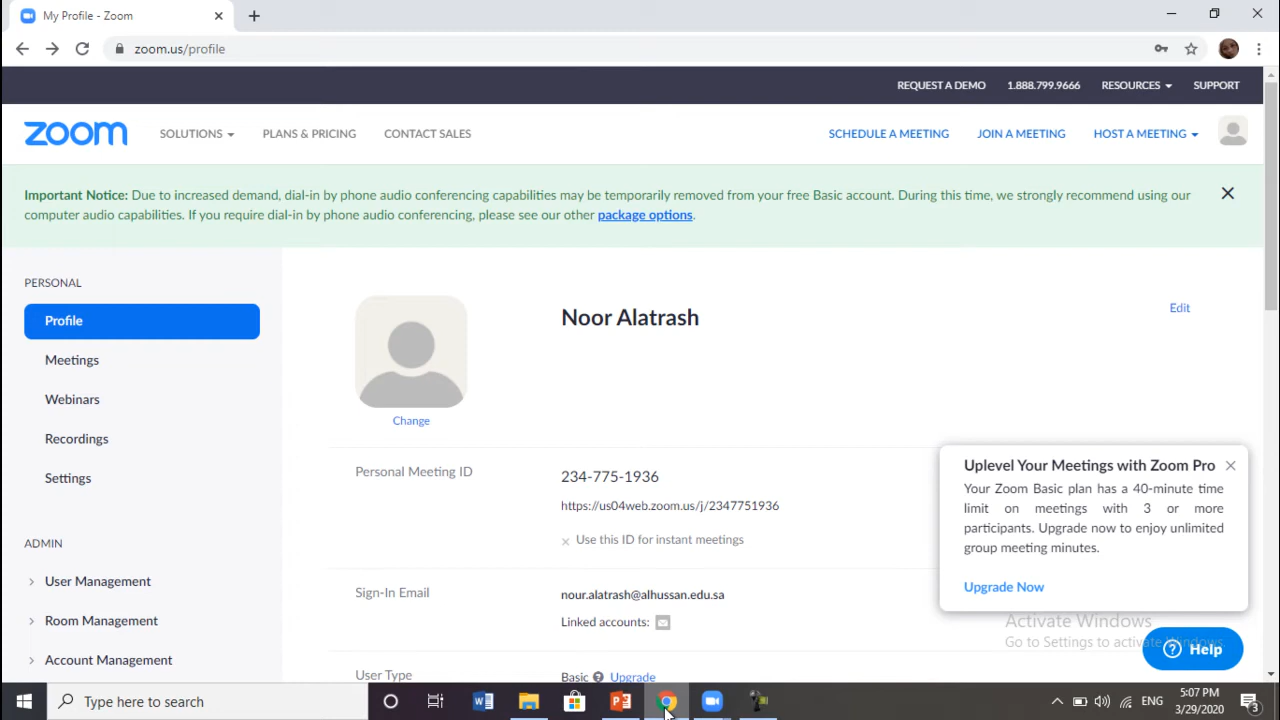 My Profile - Zoom
zoom.us/profile
REQUEST A DEMO 1.888.799.9666 RESOURCES SUPPORT
zoom SOLUTIONS PLANS & PRICING CONTACT SALES SCHEDULE A MEETING JOIN A MEETING HOST A MEETING
Important Notice: Due to increased demand, dial-in by phone audio conferencing capabilities may be temporarily removed from your free Basic account. During this time, we strongly recommend using our
computer audio capabilities. If you require dial-in by phone audio conferencing, please see our other package options.
PERSONAL
Profile
Meetings
Webinars
Recordings
Settings
ADMIN
User Management
Room Management
Account Management
Noor Alatrash
Edit
Change
Personal Meeting ID
234-775-1936
https://us04web.zoom.us/j/2347751936
× Use this ID for instant meetings
Sign-In Email
nour.alatrash@alhussan.edu.sa
Linked accounts:
User Type
Basic Upgrade
Uplevel Your Meetings with Zoom Pro
Your Zoom Basic plan has a 40-minute time
limit on meetings with 3 or more
participants. Upgrade now to enjoy unlimited
group meeting minutes.
Upgrade Now
Activate Windows
Go to Settings to activate Windows.
Help
Type here to search
ENG
5:07 PM
3/29/2020
3